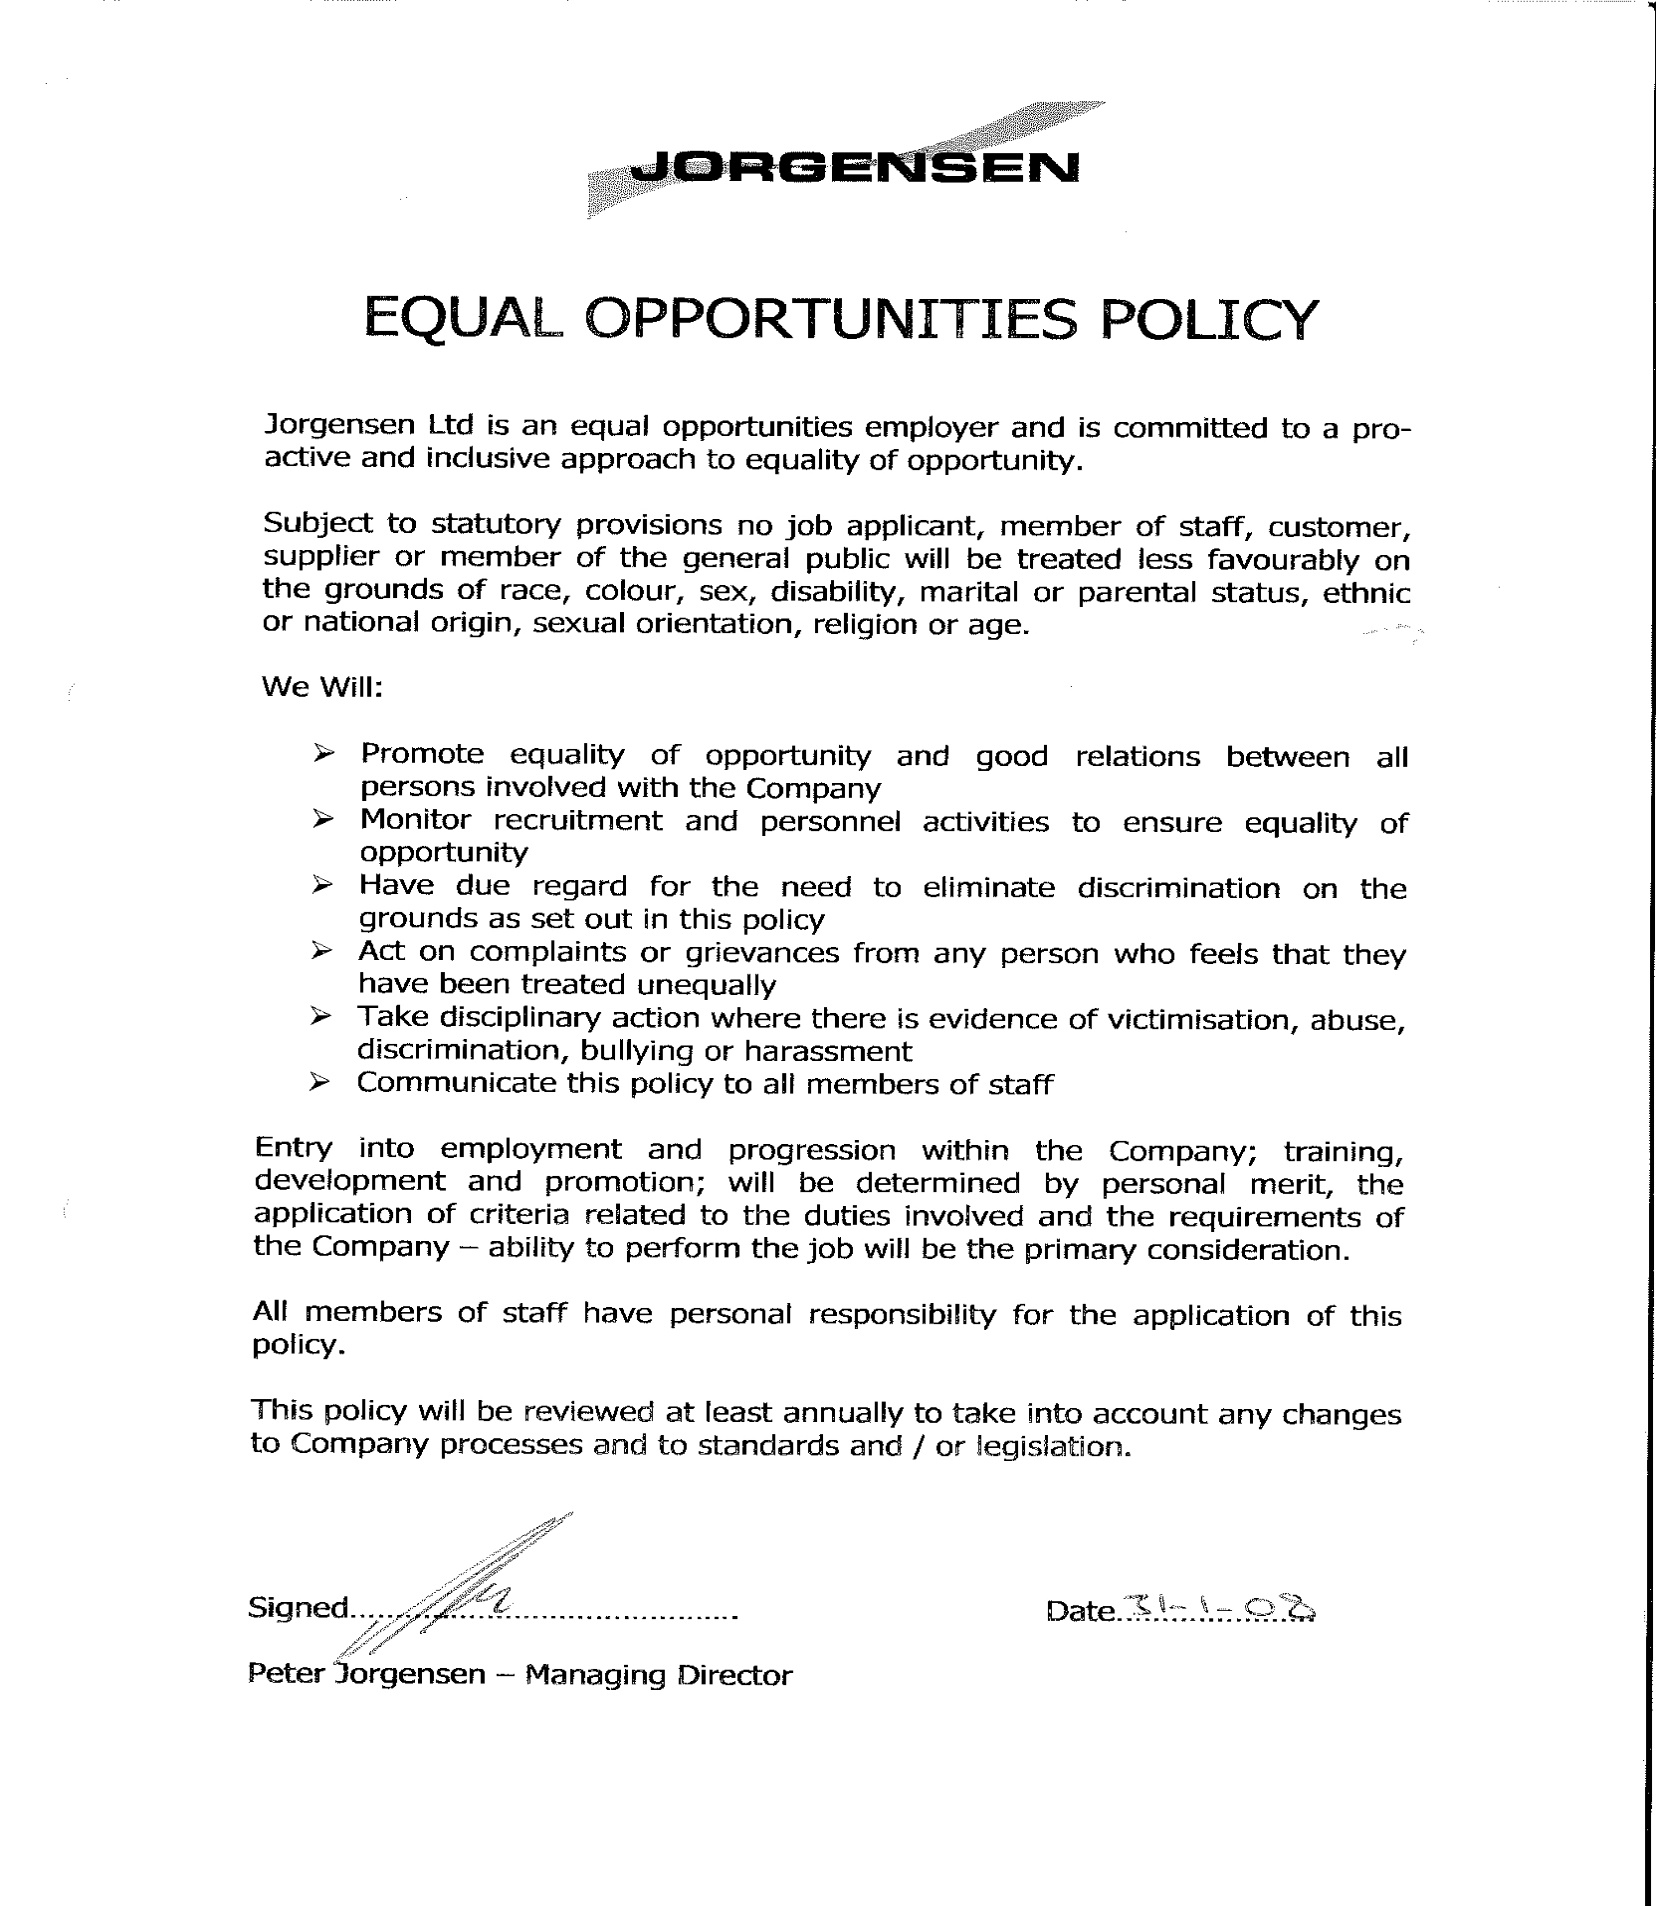 JORGENSEN
EQUAL OPPORTUNITIES POLICY
Jorgensen Ltd is an equal opportunities employer and is committed to a pro-
active and inclusive approach to equality of opportunity.
Subject to statutory provisions no job applicant, member of staff, customer,
supplier or member of the general public will be treated less favourably on
the grounds of race, colour, sex, disability, marital or parental status, ethnic
or national origin, sexual orientation, religion or age.
We Will:
➢ Promote equality of opportunity and good relations between all
persons involved with the Company
➢ Monitor recruitment and personnel activities to ensure equality of
opportunity
➢ Have due regard for the need to eliminate discrimination on the
grounds as set out in this policy
➢ Act on complaints or grievances from any person who feels that they
have been treated unequally
➢ Take disciplinary action where there is evidence of victimisation, abuse,
discrimination, bullying or harassment
➢ Communicate this policy to all members of staff
Entry into employment and progression within the Company; training,
development and promotion; will be determined by personal merit, the
application of criteria related to the duties involved and the requirements of
the Company – ability to perform the job will be the primary consideration.
All members of staff have personal responsibility for the application of this
policy.
This policy will be reviewed at least annually to take into account any changes
to Company processes and to standards and / or legislation.
Signed........................................ Date 31-1-08
Peter Jorgensen – Managing Director